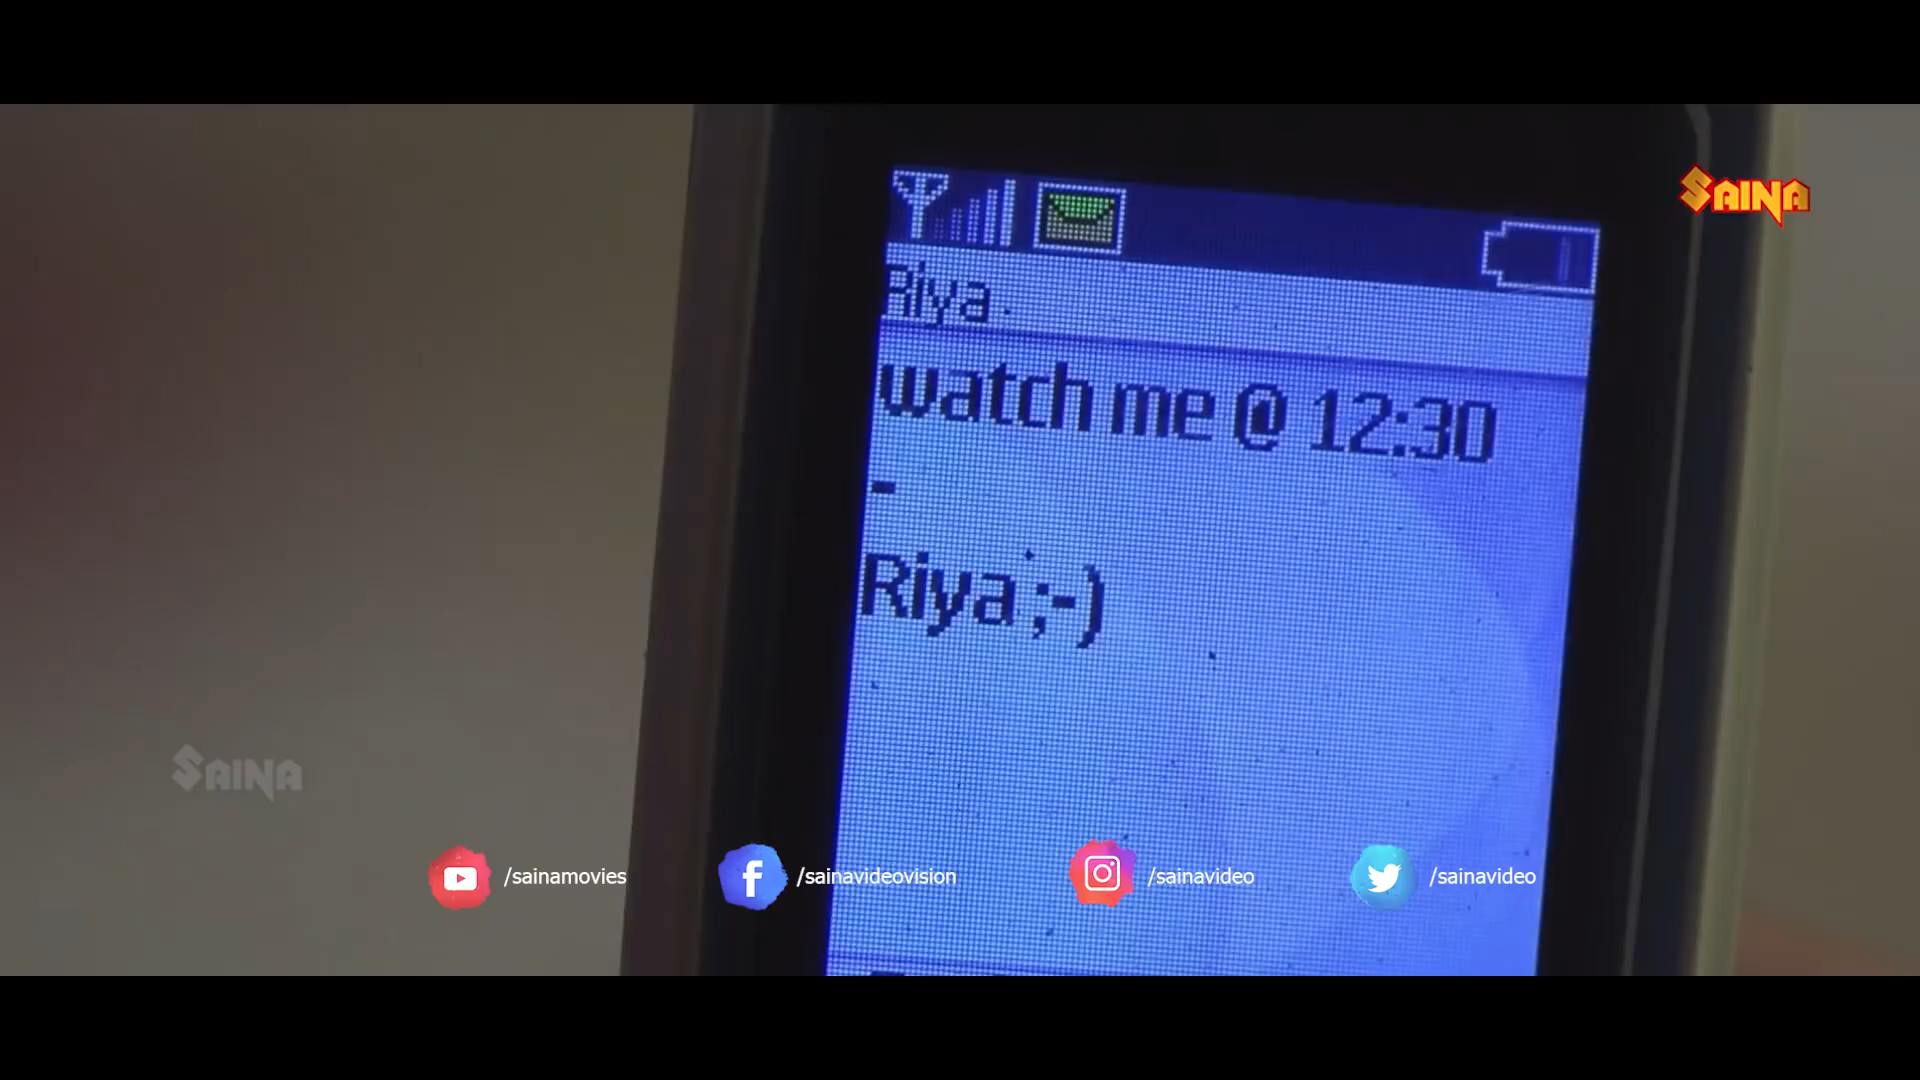 SAINA
Riya
watch me @ 12:30
-
Riya ;-)
SAINA
/sainamovies
/sainavideovision
/sainavideo
/sainavideo